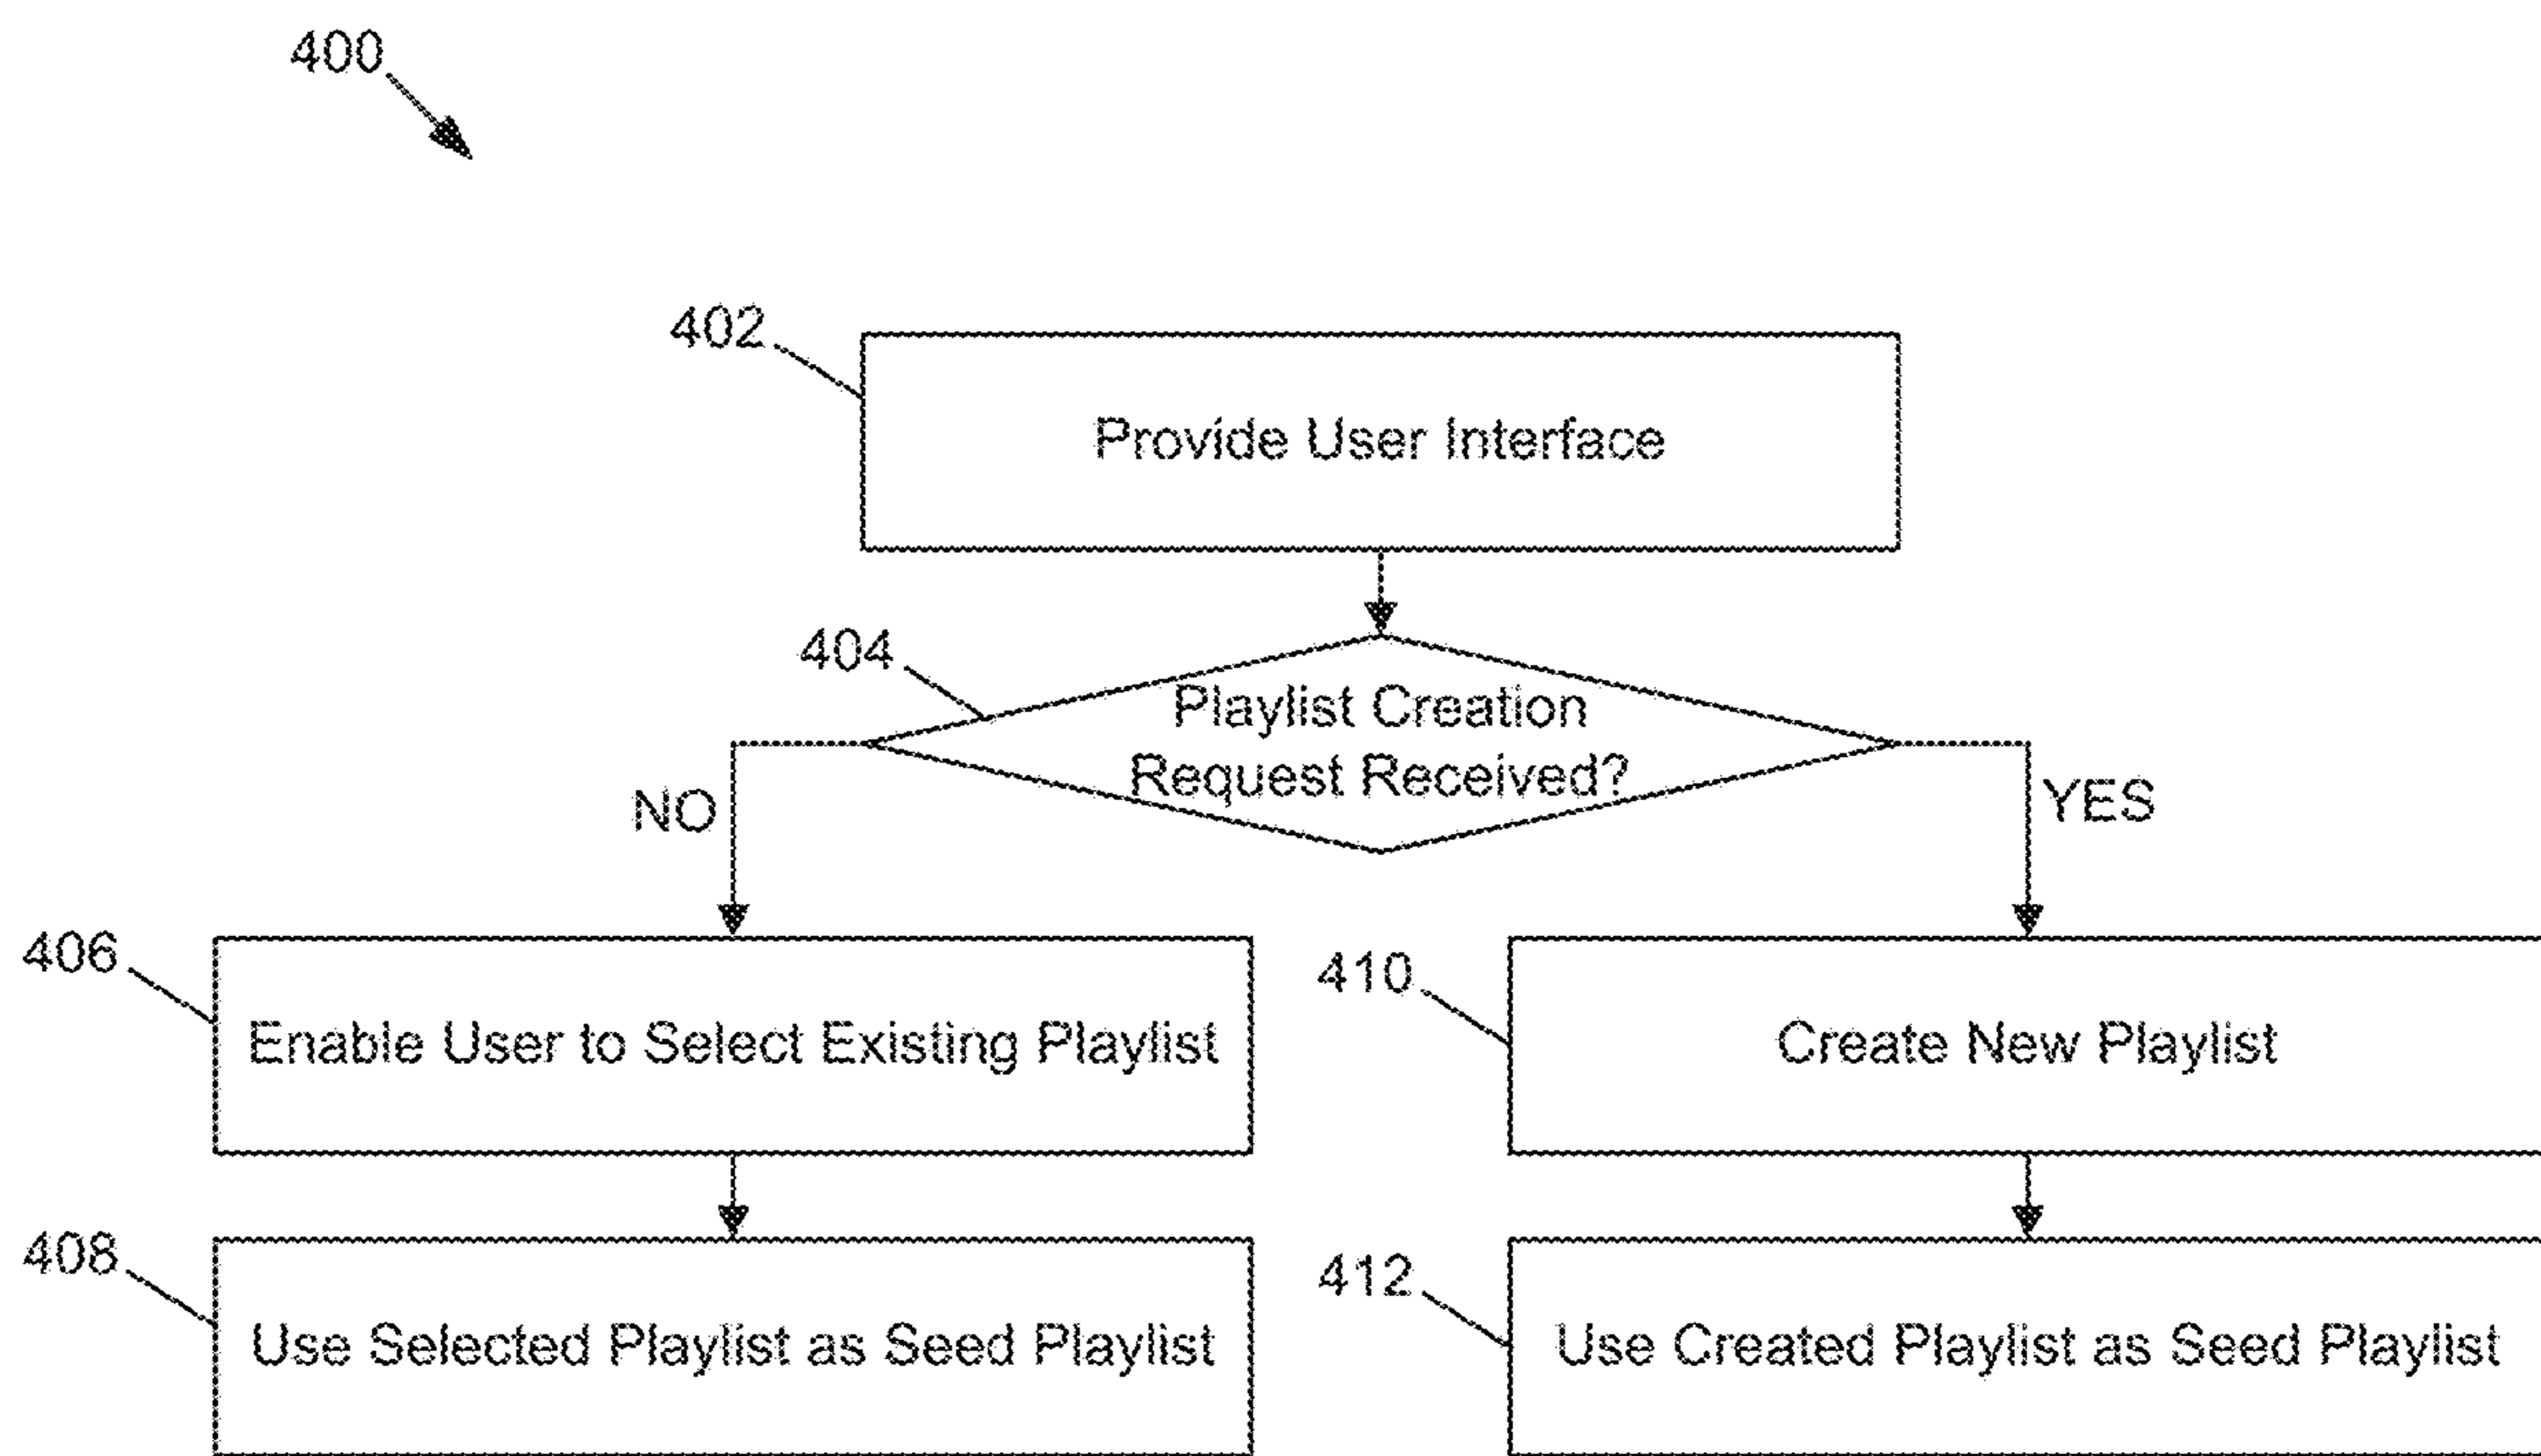 400
402
Provide User Interface
404
Playlist Creation
Request Received?
NO
YES
406
Enable User to Select Existing Playlist
410
Create New Playlist
408
Use Selected Playlist as Seed Playlist
412
Use Created Playlist as Seed Playlist